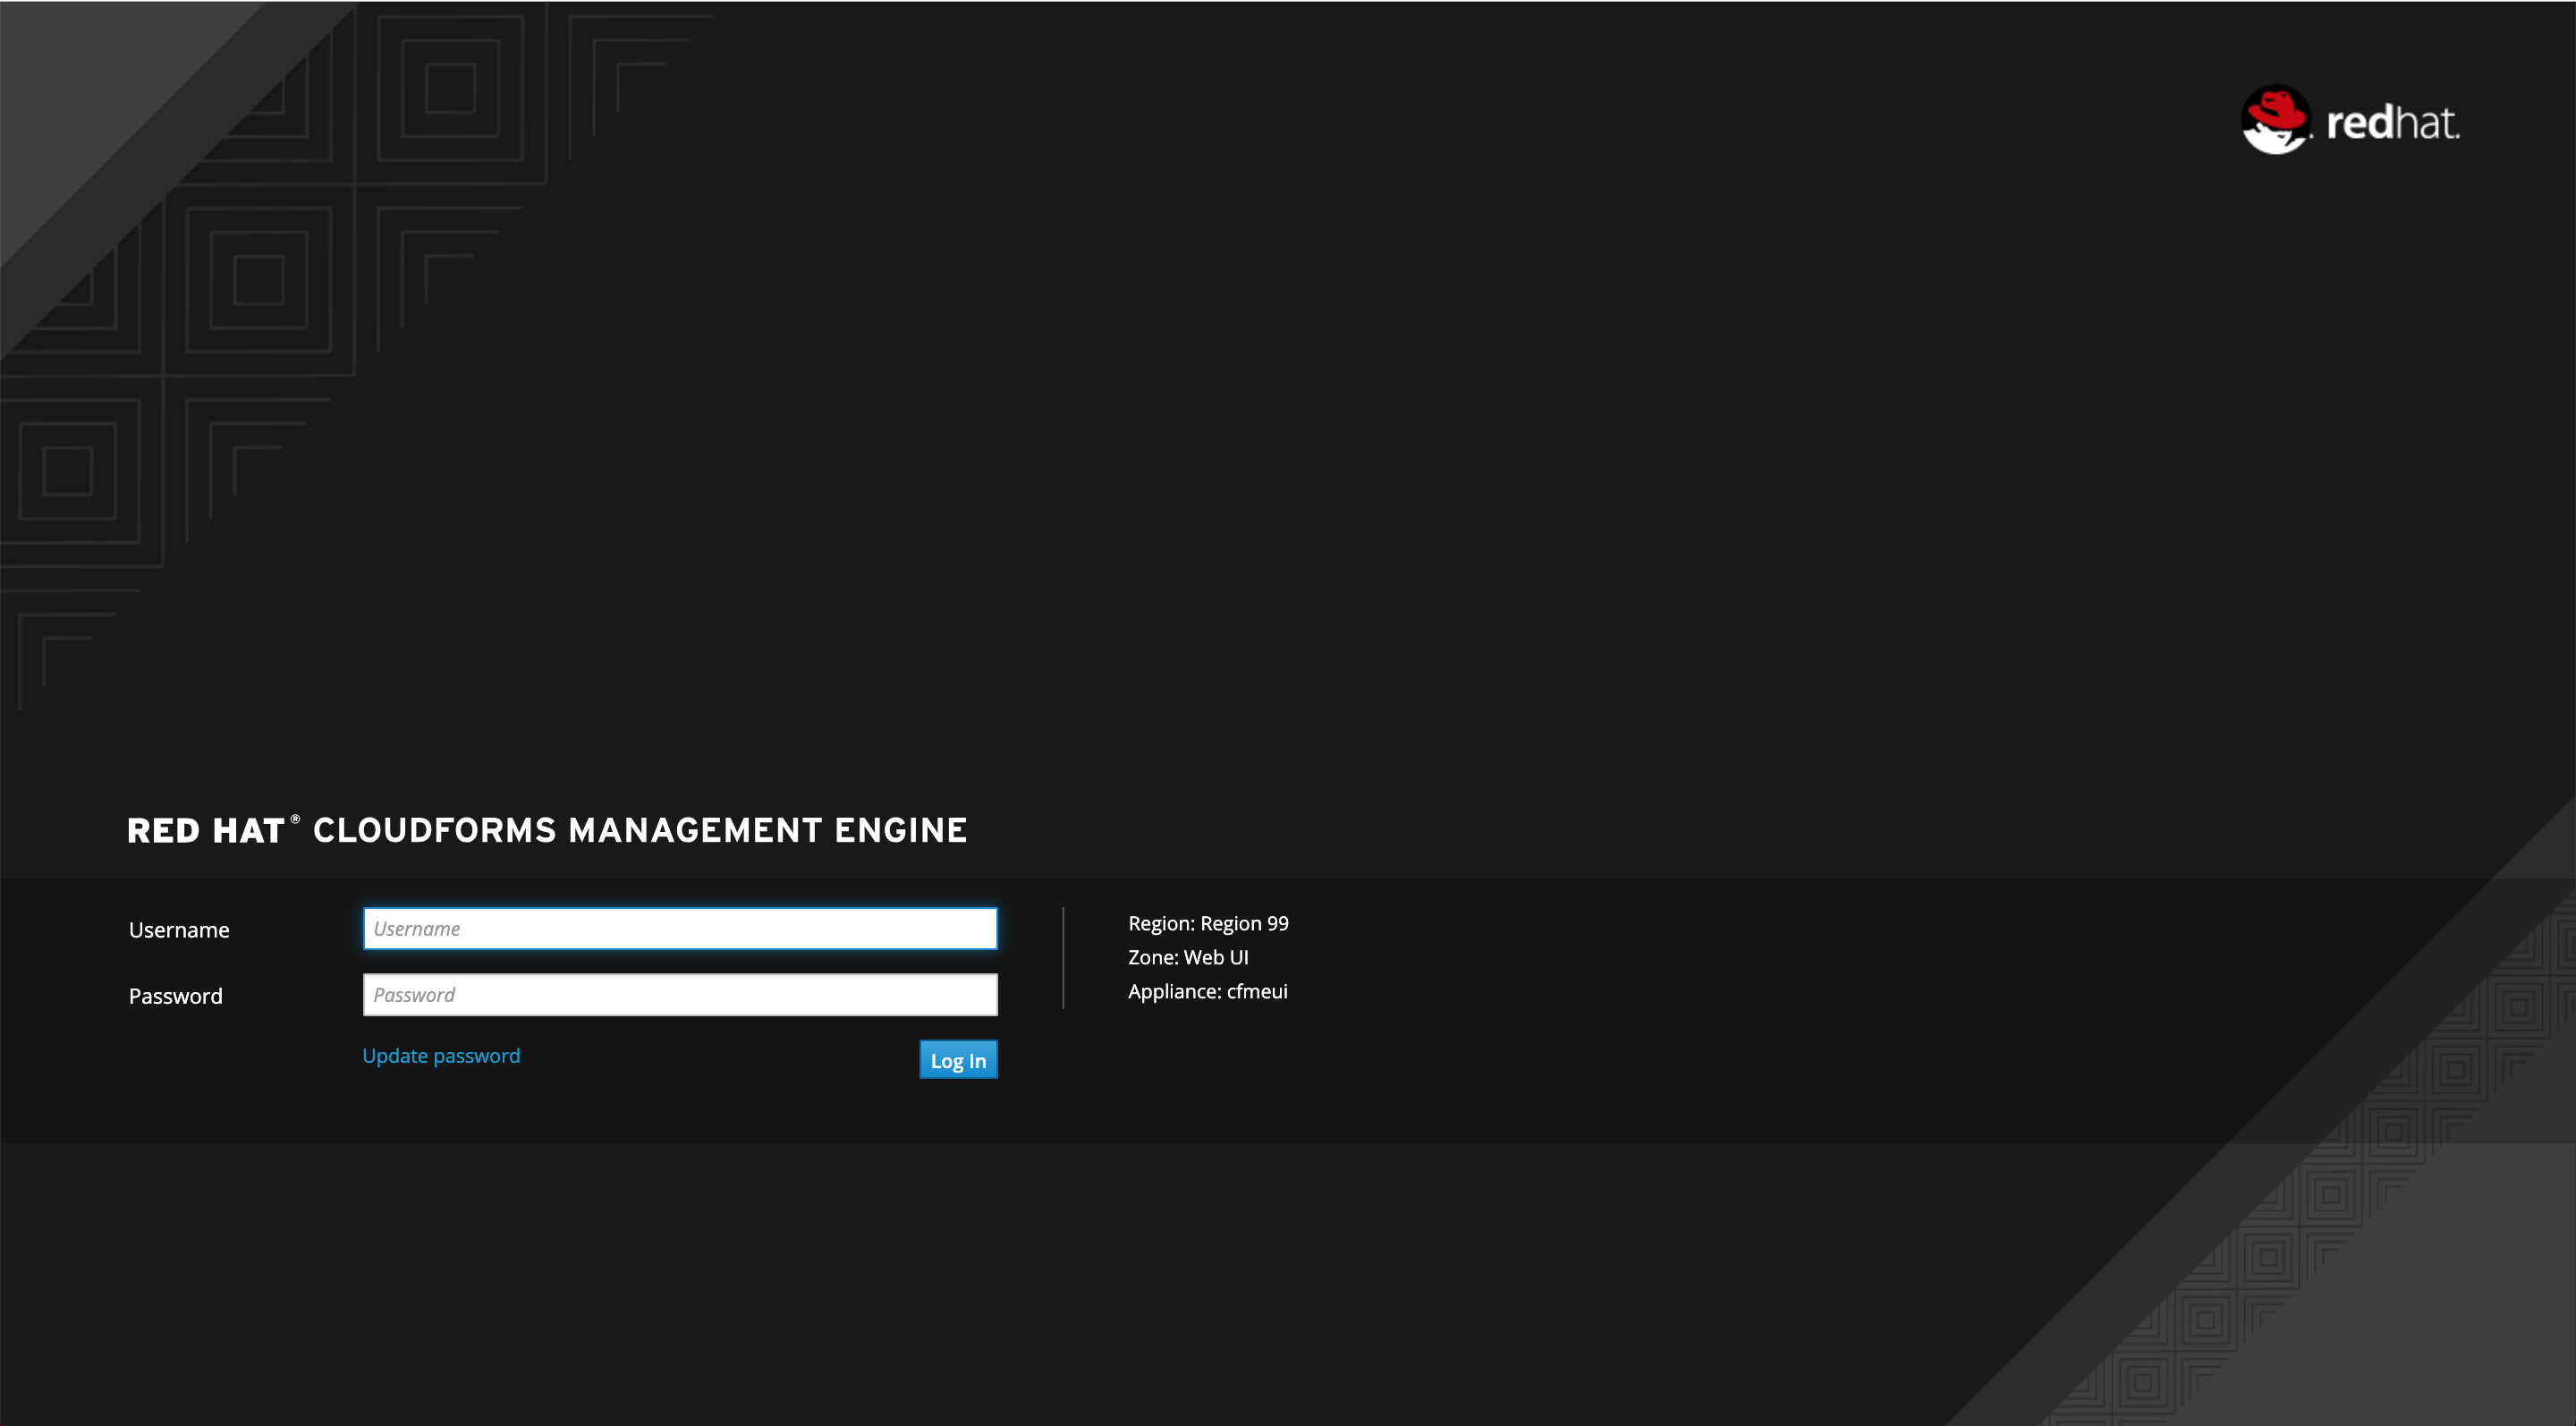 redhat.
RED HAT® CLOUDFORMS MANAGEMENT ENGINE
Username
Username
Password
Password
Update password
Log In
Region: Region 99
Zone: Web UI
Appliance: cfmeui